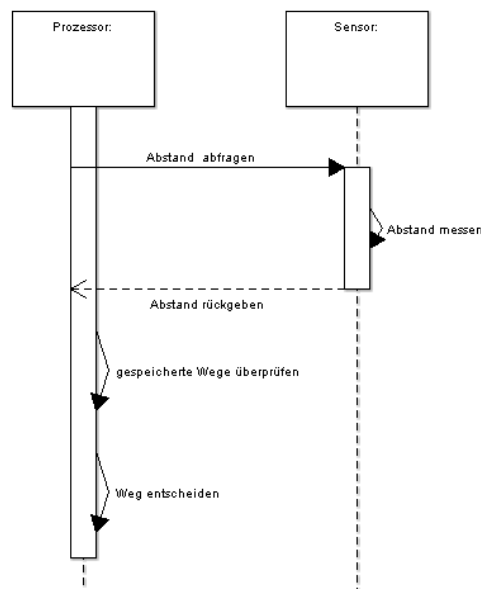 Prozessor:
Sensor:
Abstand abfragen
Abstand messen
Abstand rückgeben
gespeicherte Wege überprüfen
Weg entscheiden